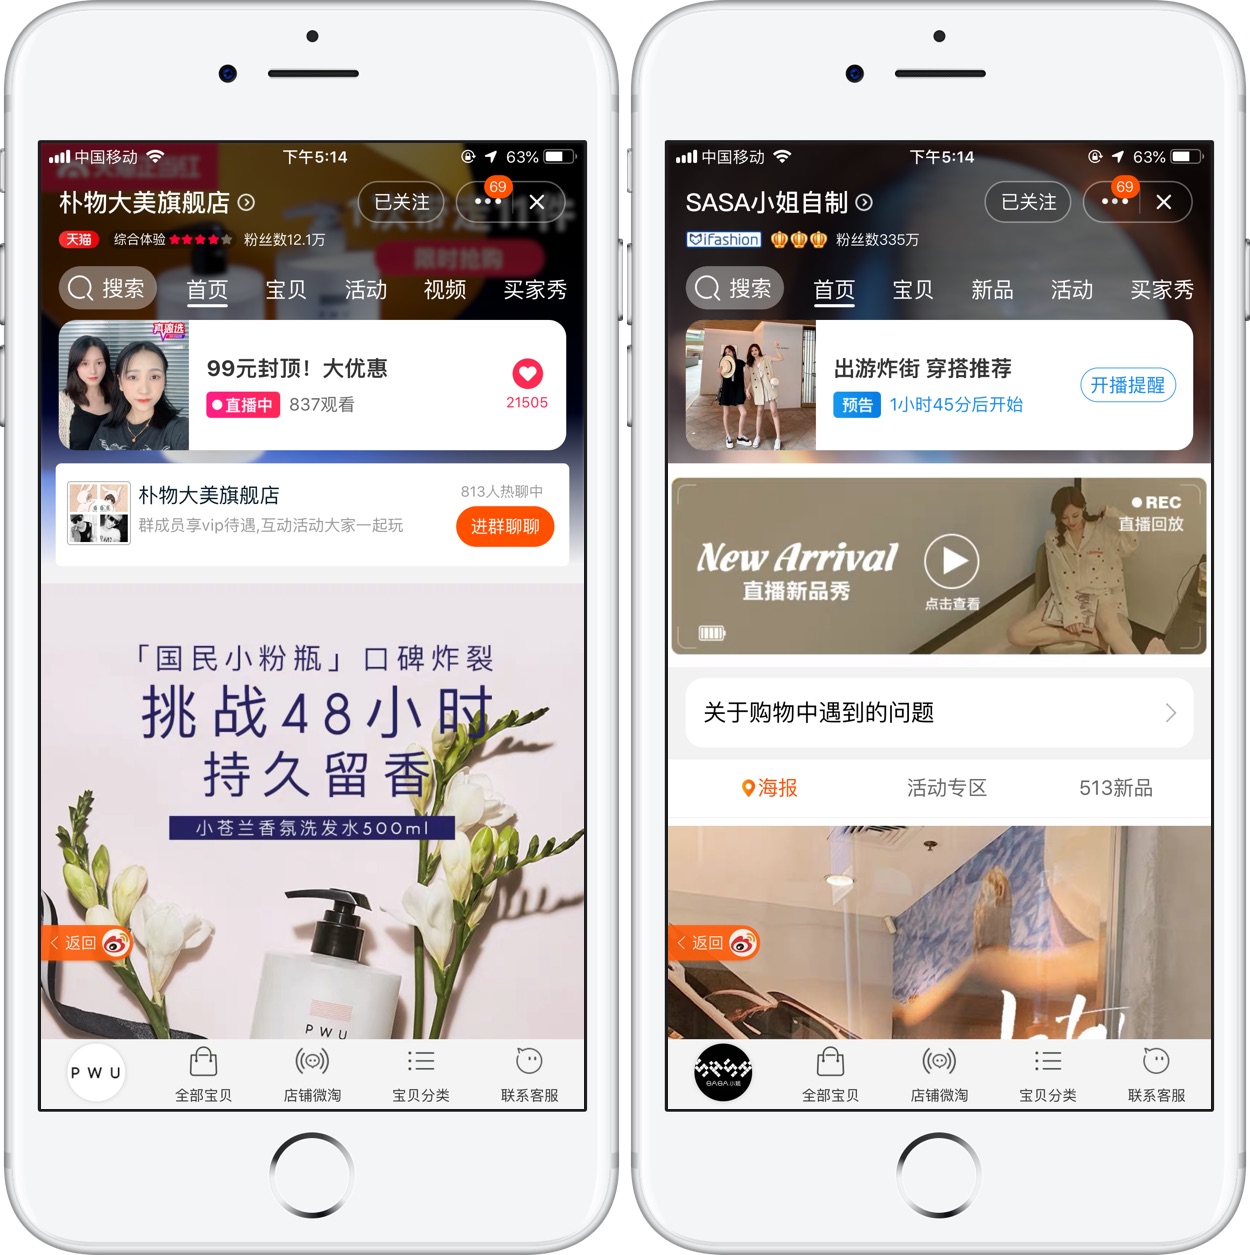 中国移动
下午5:14
63%
朴物大美旗舰店
已关注
69
天猫
综合体验
粉丝数12.1万
限时抢购
搜索
首页
宝贝
活动
视频
买家秀
99元封顶！大优惠
直播中
837观看
21505
朴物大美旗舰店
813人热聊中
群成员享vip待遇,互动活动大家一起玩
进群聊聊
「国民小粉瓶」口碑炸裂
挑战48小时
持久留香
小苍兰香氛洗发水500ml
返回
PWU
PWU
全部宝贝
店铺微淘
宝贝分类
联系客服
中国移动
下午5:14
63%
SASA小姐自制
已关注
69
iFashion
粉丝数335万
搜索
首页
宝贝
新品
活动
买家秀
出游炸街 穿搭推荐
预告
1小时45分后开始
开播提醒
REC
直播回放
New Arrival
直播新品秀
点击查看
关于购物中遇到的问题
海报
活动专区
513新品
返回
SASA小姐
全部宝贝
店铺微淘
宝贝分类
联系客服